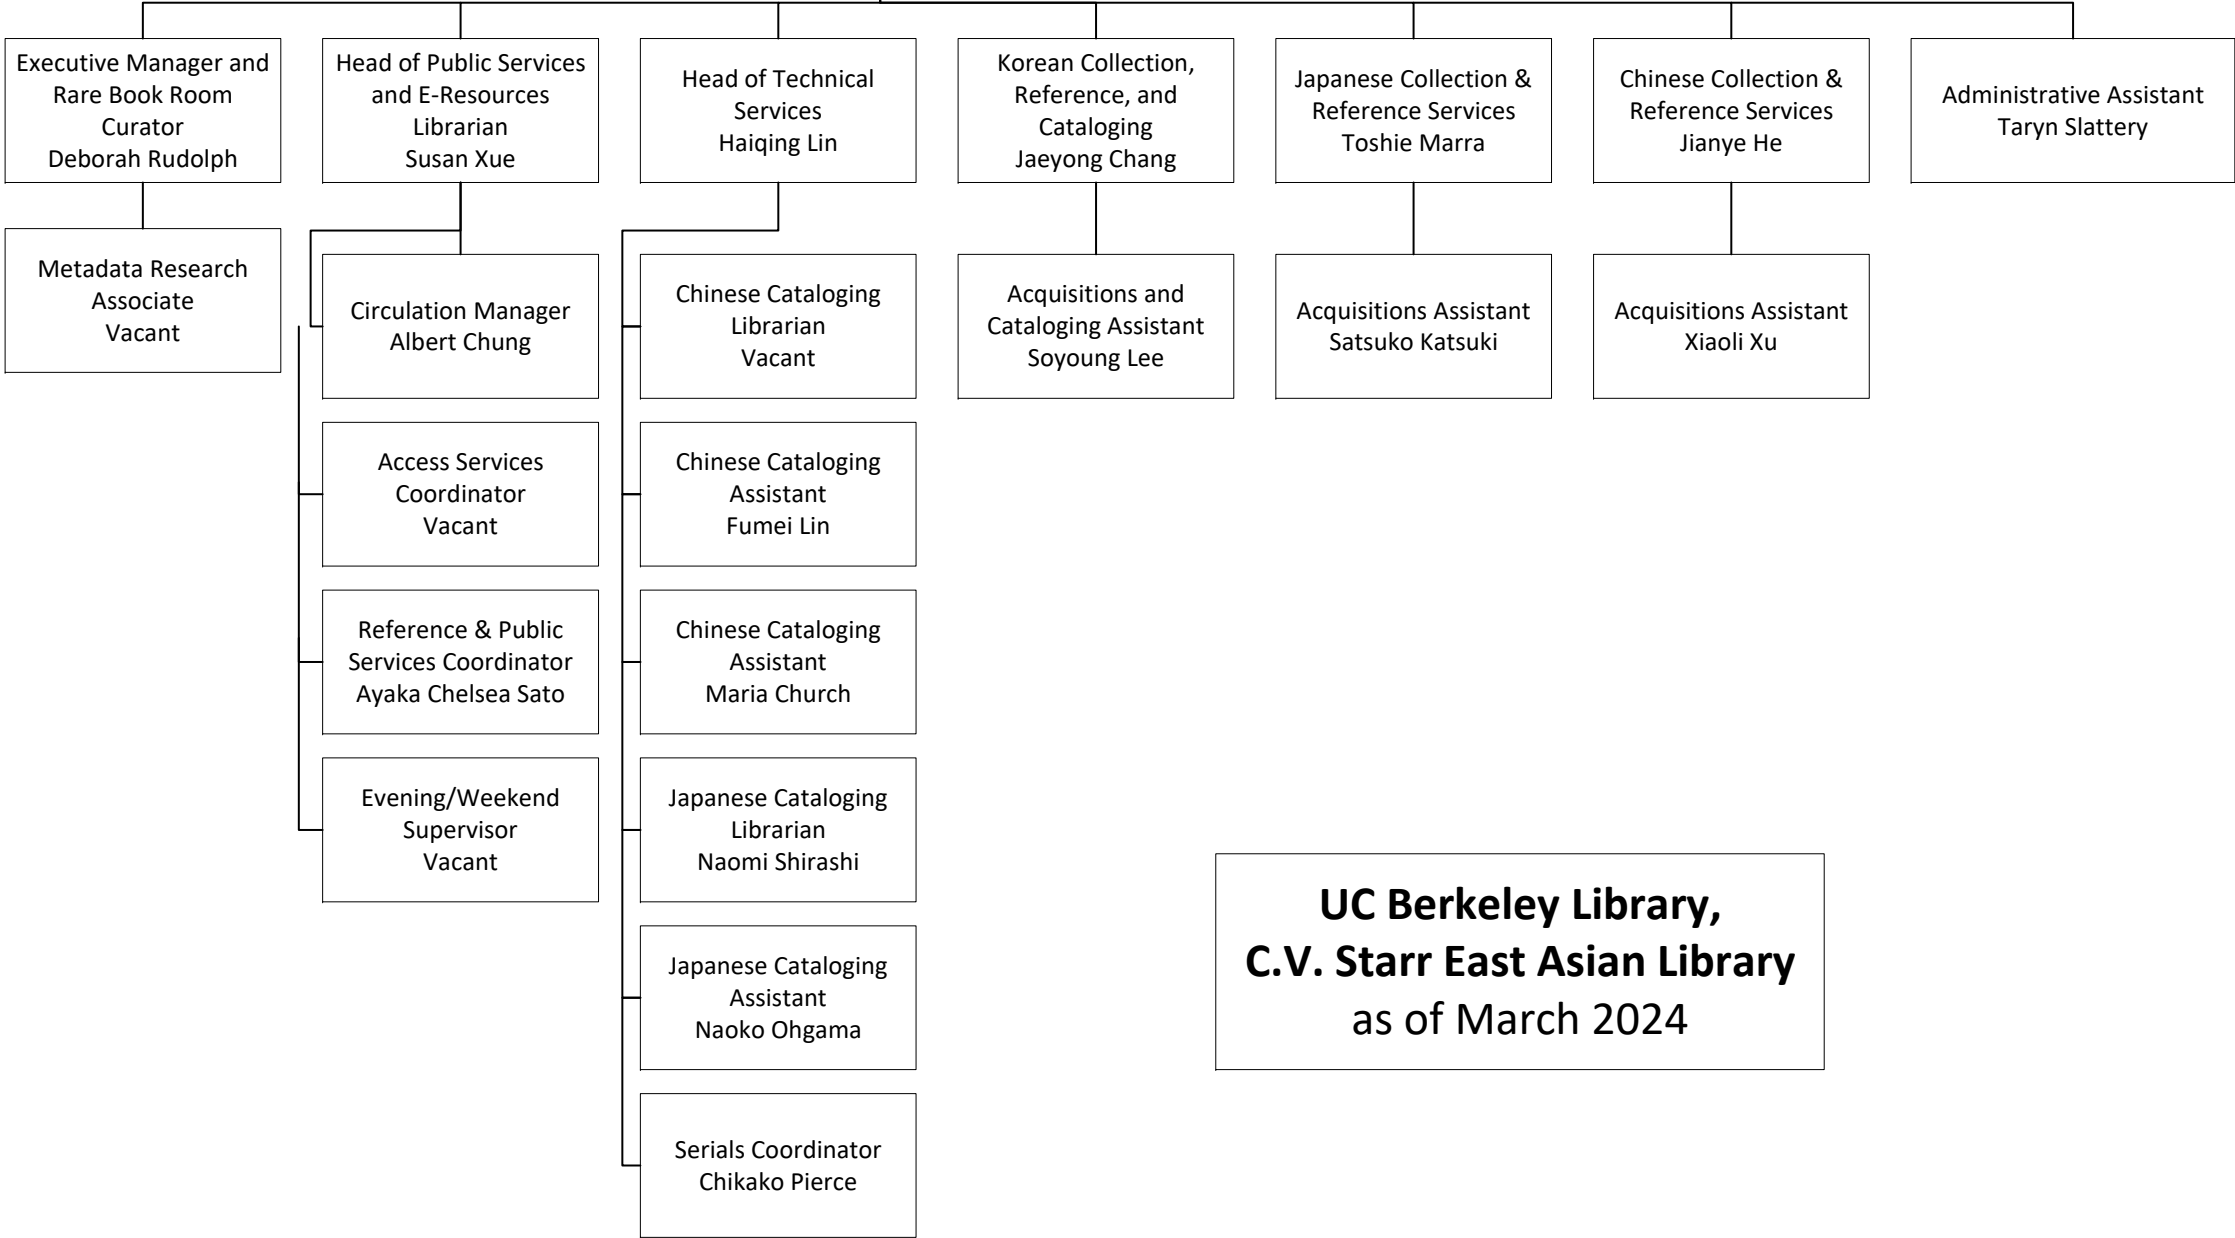 Executive Manager and
Rare Book Room
Curator
Deborah Rudolph
Head of Public Services
and E-Resources
Librarian
Susan Xue
Head of Technical
Services
Haiqing Lin
Korean Collection,
Reference, and
Cataloging
Jaeyong Chang
Japanese Collection &
Reference Services
Toshie Marra
Chinese Collection &
Reference Services
Jianye He
Administrative Assistant
Taryn Slattery
Metadata Research
Associate
Vacant
Circulation Manager
Albert Chung
Chinese Cataloging
Librarian
Vacant
Acquisitions and
Cataloging Assistant
Soyoung Lee
Acquisitions Assistant
Satsuko Katsuki
Acquisitions Assistant
Xiaoli Xu
Access Services
Coordinator
Vacant
Chinese Cataloging
Assistant
Fumei Lin
Reference & Public
Services Coordinator
Ayaka Chelsea Sato
Chinese Cataloging
Assistant
Maria Church
Evening/Weekend
Supervisor
Vacant
Japanese Cataloging
Librarian
Naomi Shirashi
Japanese Cataloging
Assistant
Naoko Ohgama
Serials Coordinator
Chikako Pierce
UC Berkeley Library,
C.V. Starr East Asian Library
as of March 2024